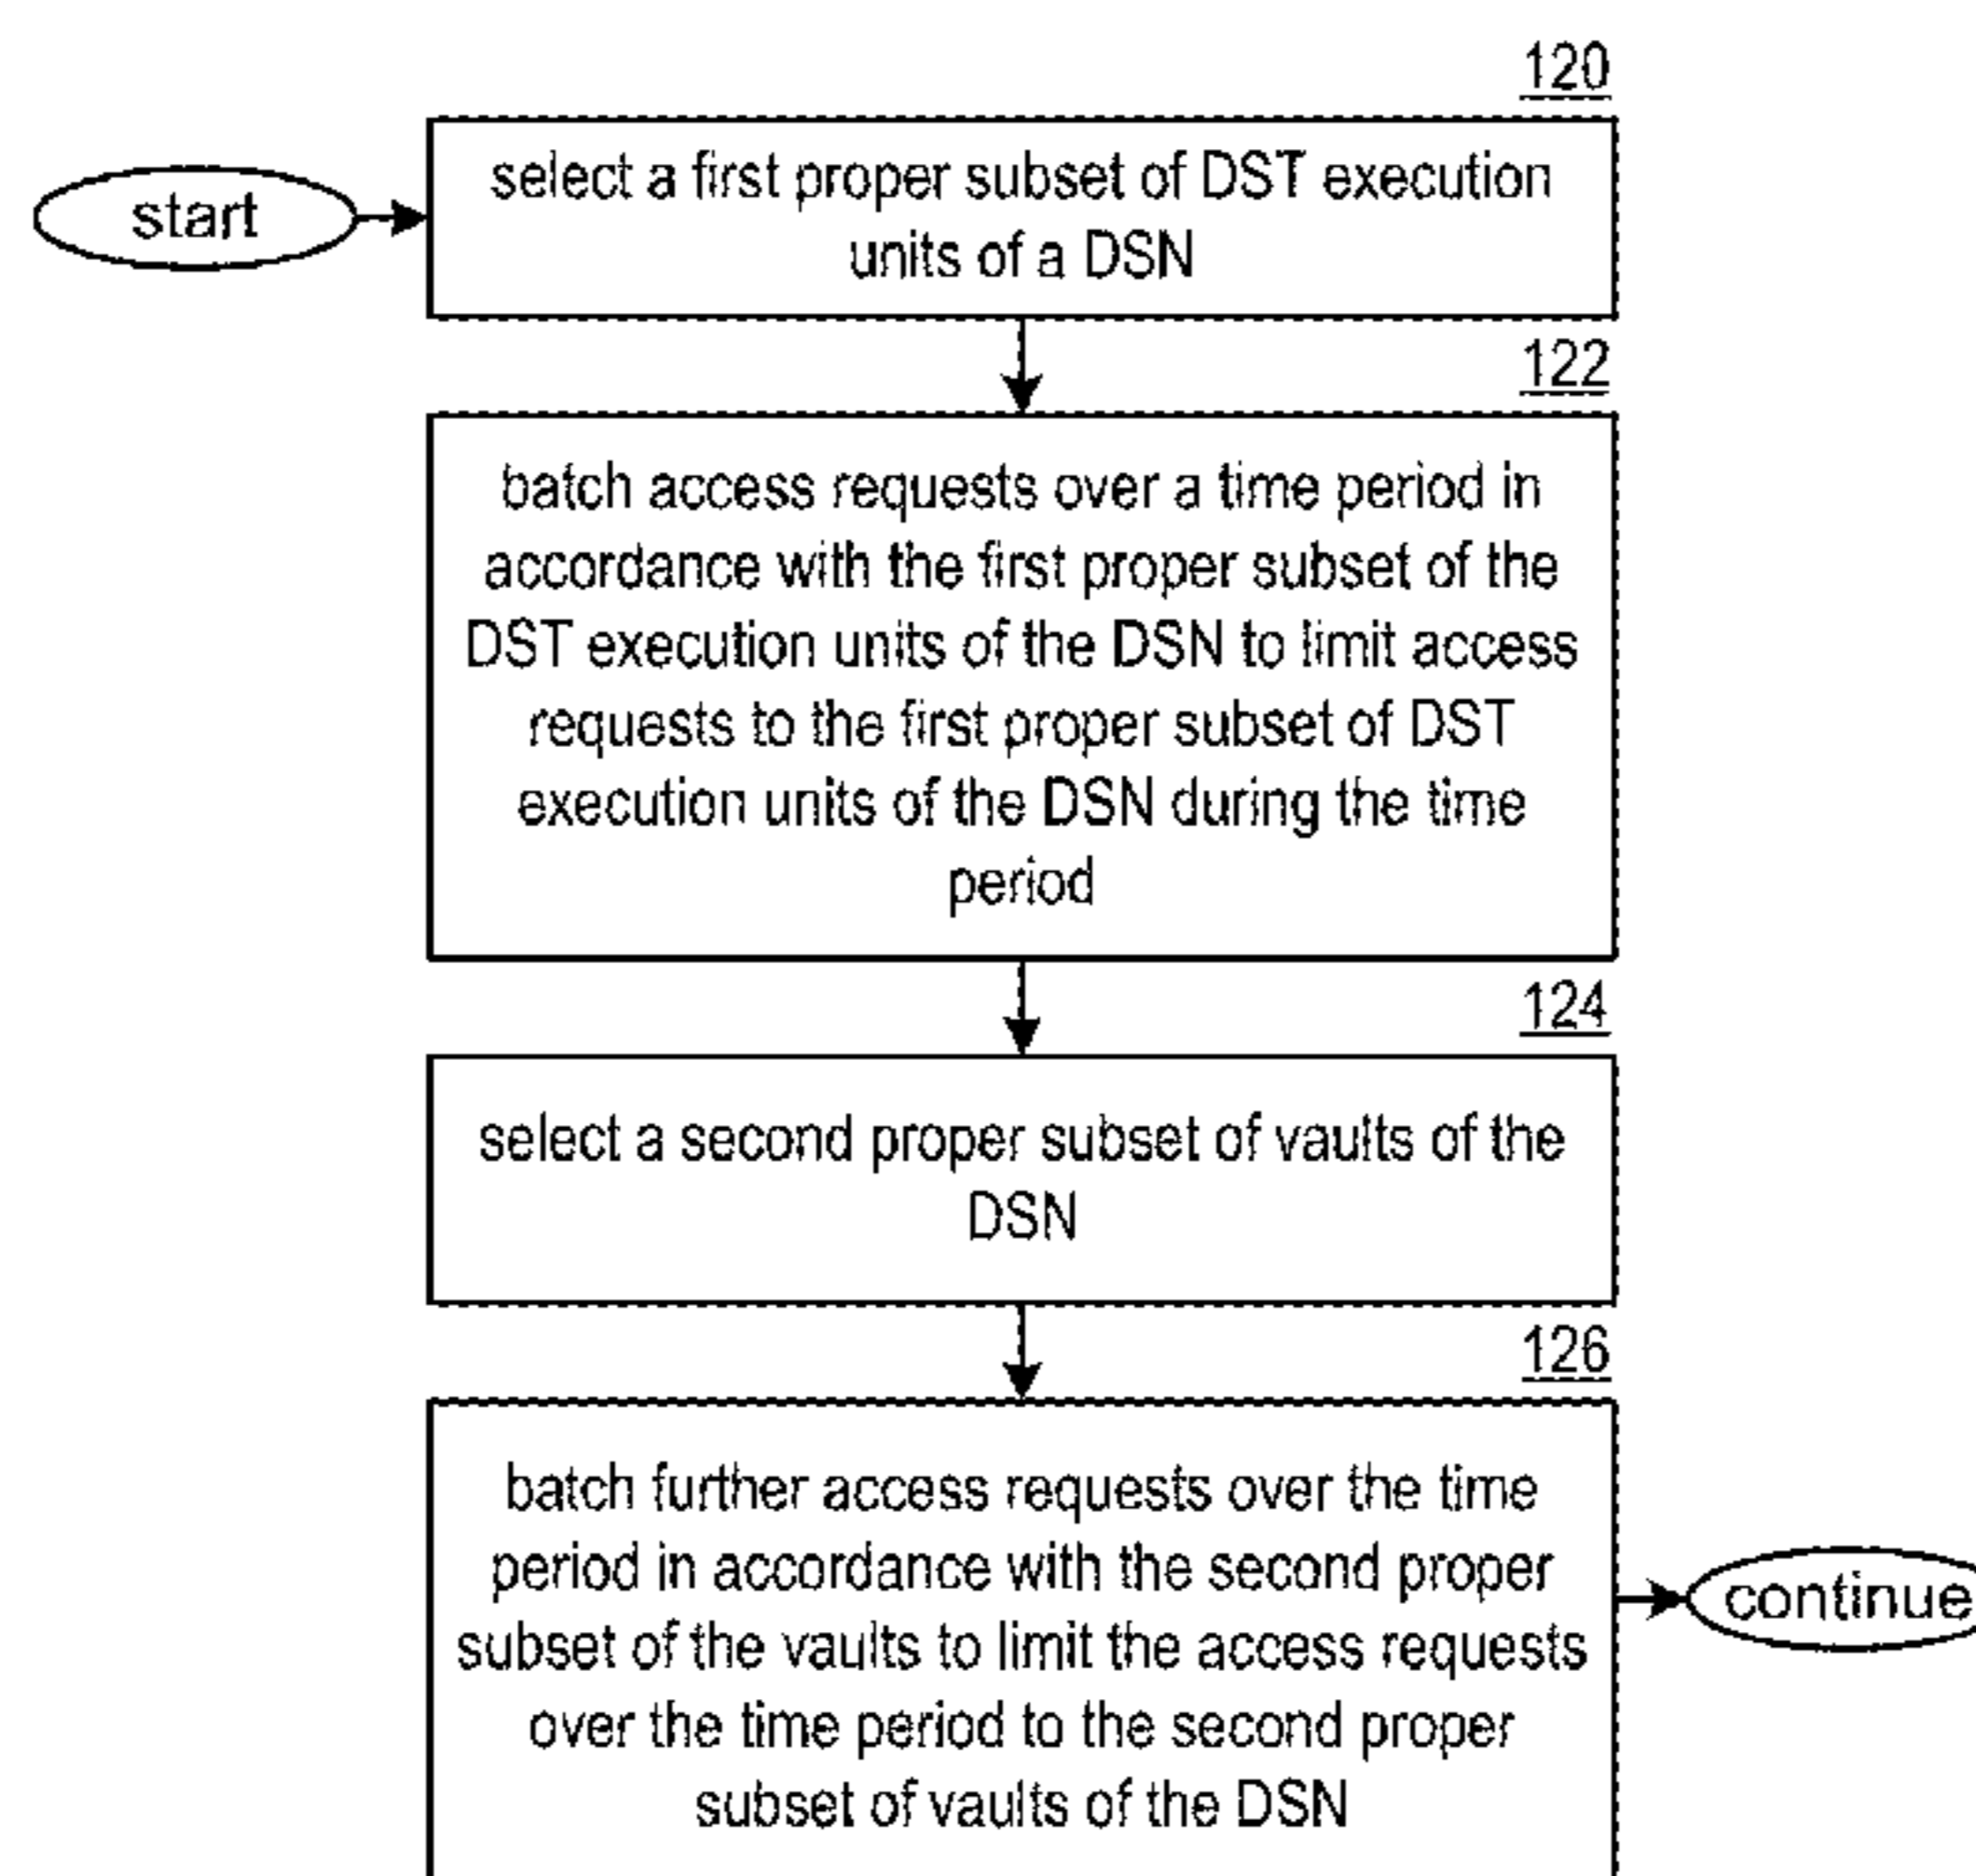 120
start
select a first proper subset of DST execution
units of a DSN
122
batch access requests over a time period in
accordance with the first proper subset of the
DST execution units of the DSN to limit access
requests to the first proper subset of DST
execution units of the DSN during the time
period
124
select a second proper subset of vaults of the
DSN
126
batch further access requests over the time
period in accordance with the second proper
subset of the vaults to limit the access requests
over the time period to the second proper
subset of vaults of the DSN
continue